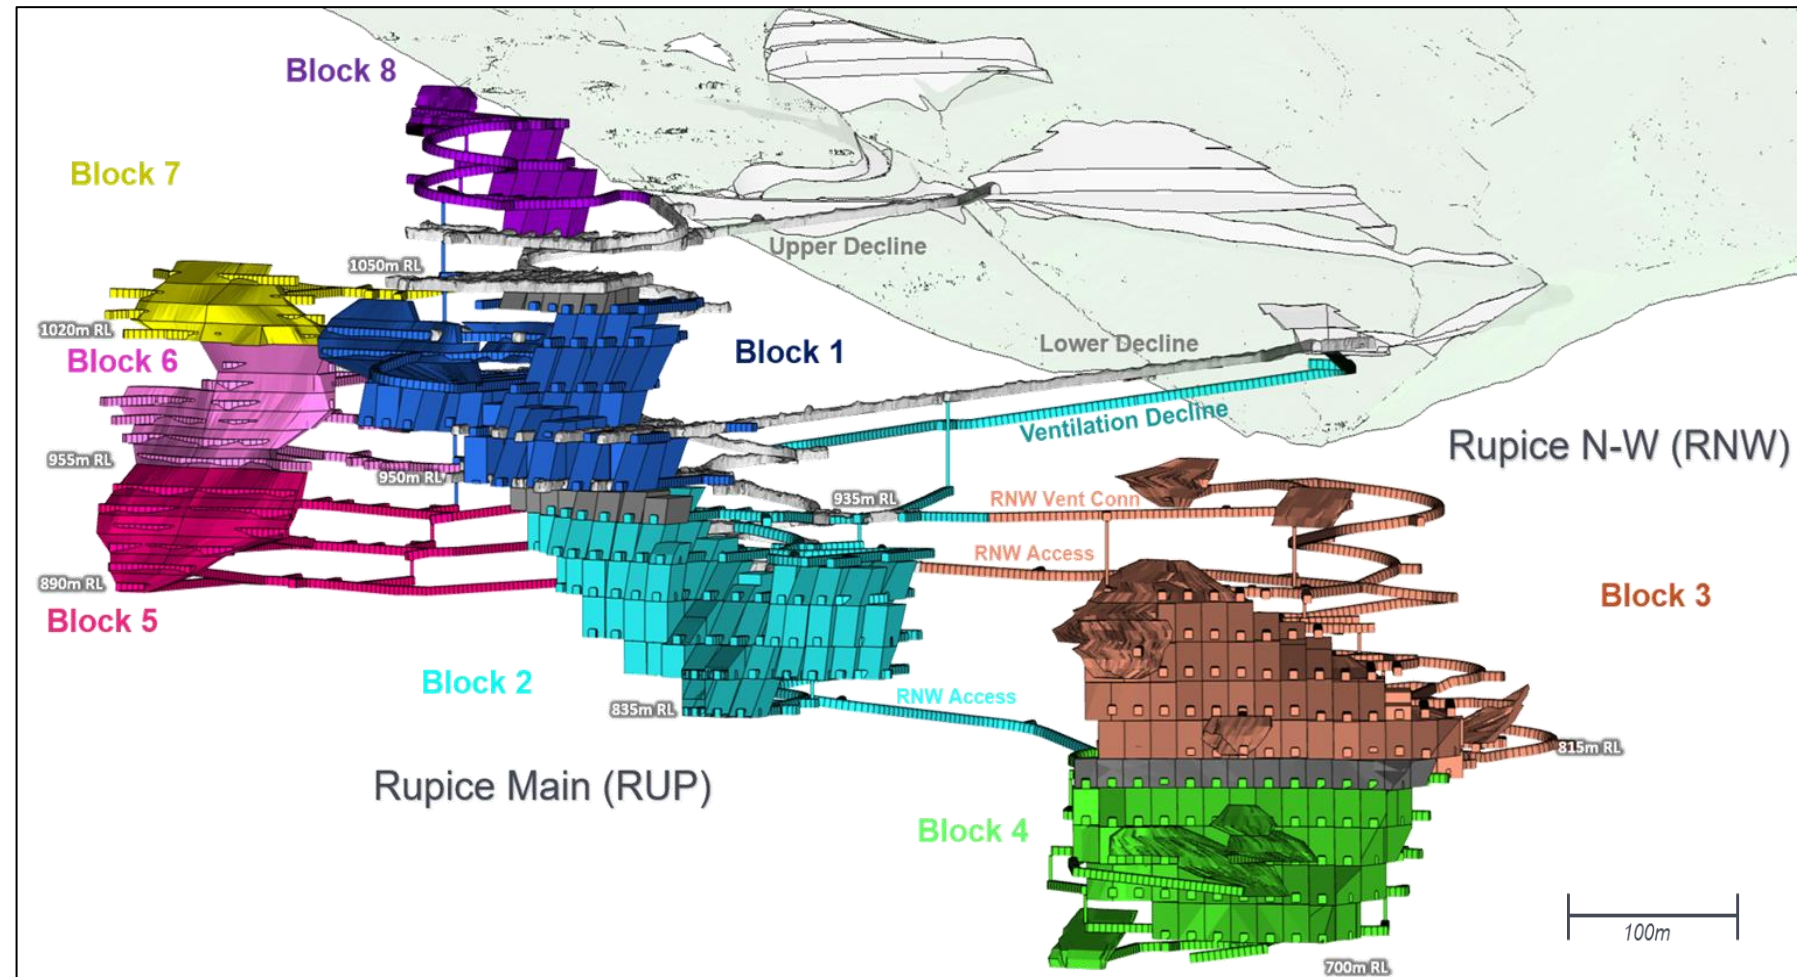 Block 8
Block 7
Upper Decline
1050m RL
1020m RL
Block 6
Block 1
Lower Decline
Ventilation Decline
Rupice N-W (RNW)
955m RL
950m RL
935m RL
RNW Vent Conn
RNW Access
890m RL
Block 5
Block 3
Block 2
RNW Access
835m RL
815m RL
Rupice Main (RUP)
Block 4
100m
700m RL